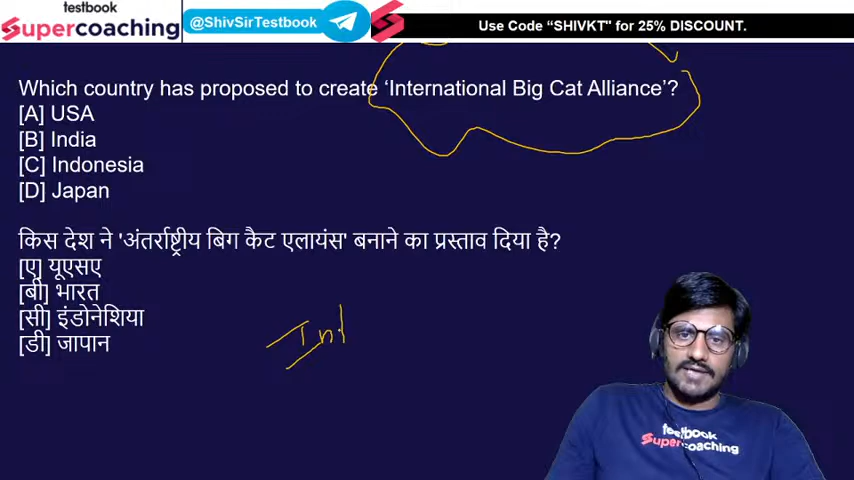 testbook
Supercoaching
@ShivSirTestbook
Use Code “SHIVKT" for 25% DISCOUNT.
Which country has proposed to create ‘International Big Cat Alliance’?
[A] USA
[B] India
[C] Indonesia
[D] Japan
किस देश ने 'अंतर्राष्ट्रीय बिग कैट एलायंस' बनाने का प्रस्ताव दिया है?
[ए] यूएसए
[बी] भारत
[सी] इंडोनेशिया
[डी] जापान
testbook
Supercoaching